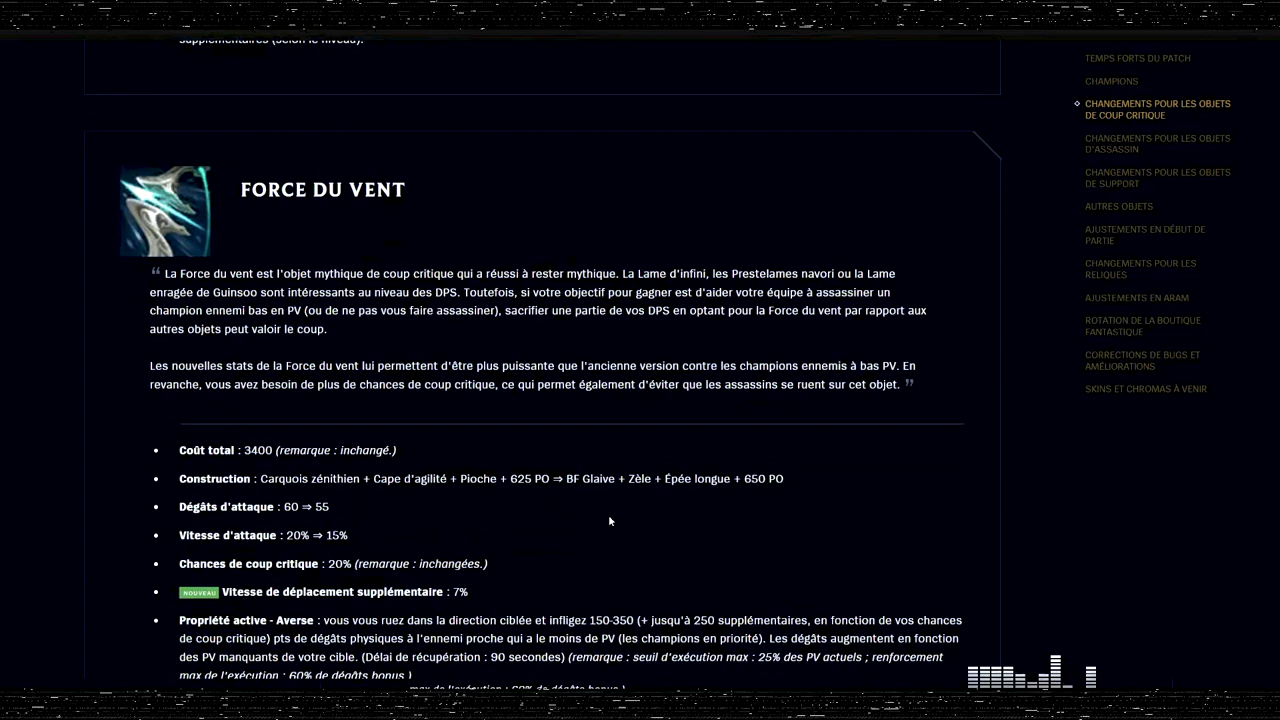 supplémentaires (selon le niveau).
FORCE DU VENT
“ La Force du vent est l'objet mythique de coup critique qui a réussi à rester mythique. La Lame d'infini, les Prestelames navori ou la Lame
enragée de Guinsoo sont intéressants au niveau des DPS. Toutefois, si votre objectif pour gagner est d'aider votre équipe à assassiner un
champion ennemi bas en PV (ou de ne pas vous faire assassiner), sacrifier une partie de vos DPS en optant pour la Force du vent par rapport aux
autres objets peut valoir le coup.
Les nouvelles stats de la Force du vent lui permettent d'être plus puissante que l'ancienne version contre les champions ennemis à bas PV. En
revanche, vous avez besoin de plus de chances de coup critique, ce qui permet également d'éviter que les assassins se ruent sur cet objet. ”
• Coût total : 3400 (remarque : inchangé.)
• Construction : Carquois zénithien + Cape d'agilité + Pioche + 625 PO ⇒ BF Glaive + Zèle + Épée longue + 650 PO
• Dégâts d'attaque : 60 ⇒ 55
• Vitesse d'attaque : 20% ⇒ 15%
• Chances de coup critique : 20% (remarque : inchangées.)
• NOUVEAU Vitesse de déplacement supplémentaire : 7%
• Propriété active - Averse : vous vous ruez dans la direction ciblée et infligez 150-350 (+ jusqu'à 250 supplémentaires, en fonction de vos chances
de coup critique) pts de dégâts physiques à l'ennemi proche qui a le moins de PV (les champions en priorité). Les dégâts augmentent en fonction
des PV manquants de votre cible. (Délai de récupération : 90 secondes) (remarque : seuil d'exécution max : 25% des PV actuels ; renforcement
max de l'exécution : 60% de dégâts bonus.)
max de l'exécution : 60% de dégâts bonus.)
TEMPS FORTS DU PATCH
CHAMPIONS
CHANGEMENTS POUR LES OBJETS
DE COUP CRITIQUE
CHANGEMENTS POUR LES OBJETS
D'ASSASSIN
CHANGEMENTS POUR LES OBJETS
DE SUPPORT
AUTRES OBJETS
AJUSTEMENTS EN DÉBUT DE
PARTIE
CHANGEMENTS POUR LES
RELIQUES
AJUSTEMENTS EN ARAM
ROTATION DE LA BOUTIQUE
FANTASTIQUE
CORRECTIONS DE BUGS ET
AMÉLIORATIONS
SKINS ET CHROMAS À VENIR